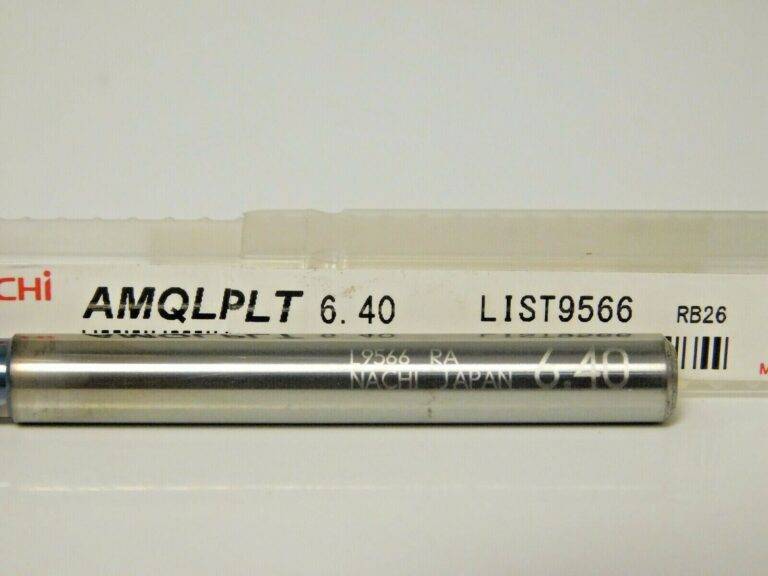 CHi
AMQLPLT 6.40 LIST9566 RB26
L9566 RA
NACHI JAPAN 6.40
M